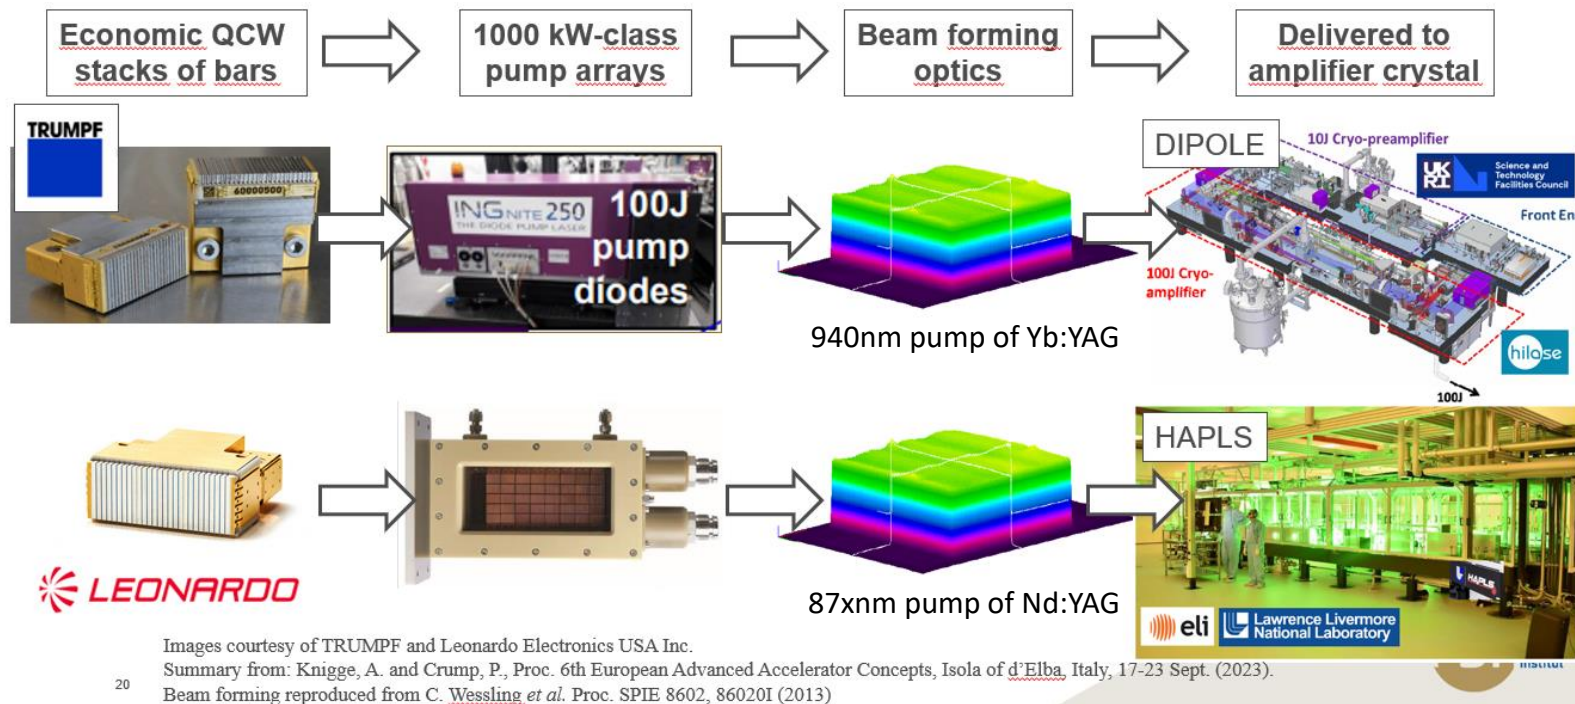 Economic QCW
stacks of bars
1000 kW-class
pump arrays
Beam forming
optics
Delivered to
amplifier crystal
TRUMPF
60000500
INGNITE 250
THE DIODE PUMP LASER
100J
pump
diodes
940nm pump of Yb:YAG
DIPOLE
10J Cryo-preamplifier
UKRI
Science and
Technology
Facilities Council
Front En
100J Cryo-
amplifier
hilase
100J
LEONARDO
87xnm pump of Nd:YAG
HAPLS
HAPLS
eli
Lawrence Livermore
National Laboratory
Images courtesy of TRUMPF and Leonardo Electronics USA Inc.
Summary from: Knigge, A. and Crump, P., Proc. 6th European Advanced Accelerator Concepts, Isola of d'Elba, Italy, 17-23 Sept. (2023).
Institut
20
Beam forming reproduced from C. Wessling et al. Proc. SPIE 8602, 86020I (2013)